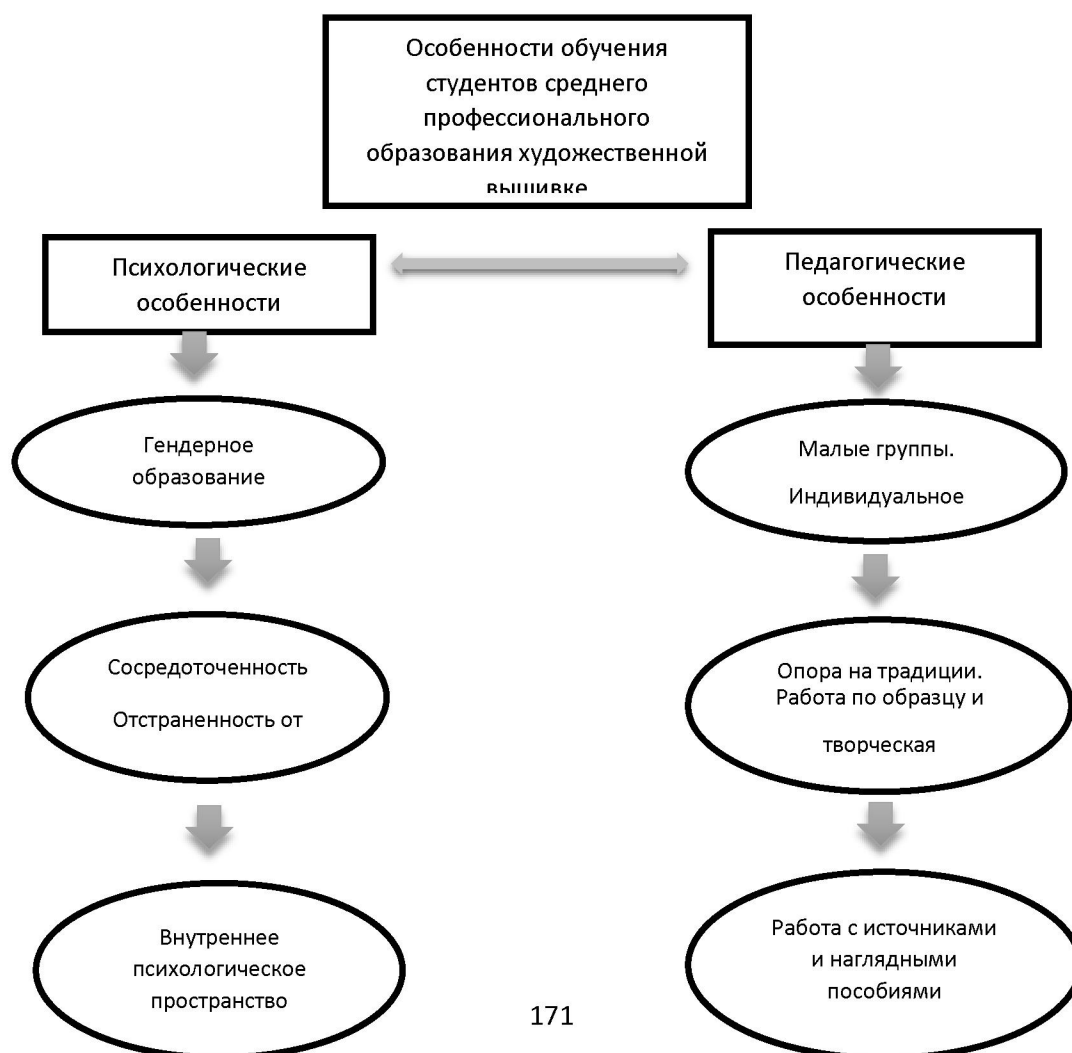 Особенности обучения
студентов среднего
профессионального
образования художественной
вышивке
Психологические
особенности
Педагогические
особенности
Гендерное
образование
Малые группы.
Индивидуальное
Сосредоточенность
Отстраненность от
Опора на традиции.
Работа по образцу и
творческая
Внутреннее
психологическое
пространство
Работа с источниками
и наглядными
пособиями
171